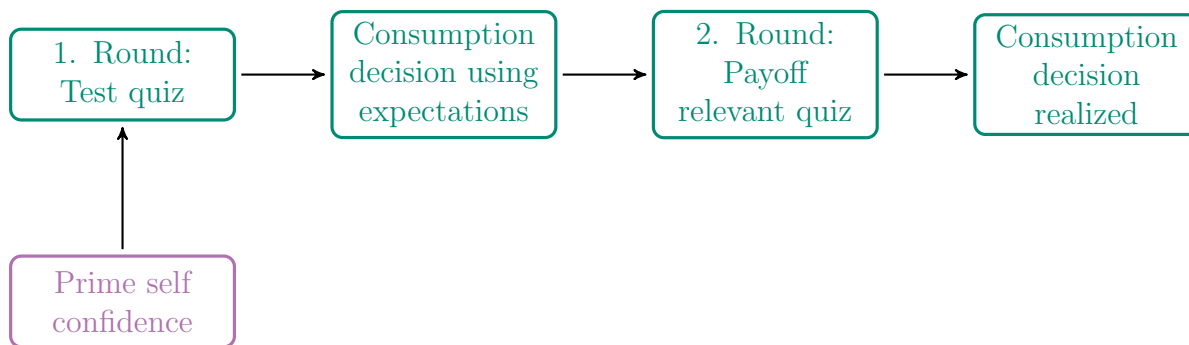 1. Round:
Test quiz
Consumption
decision using
expectations
2. Round:
Payoff
relevant quiz
Consumption
decision
realized
Prime self
confidence